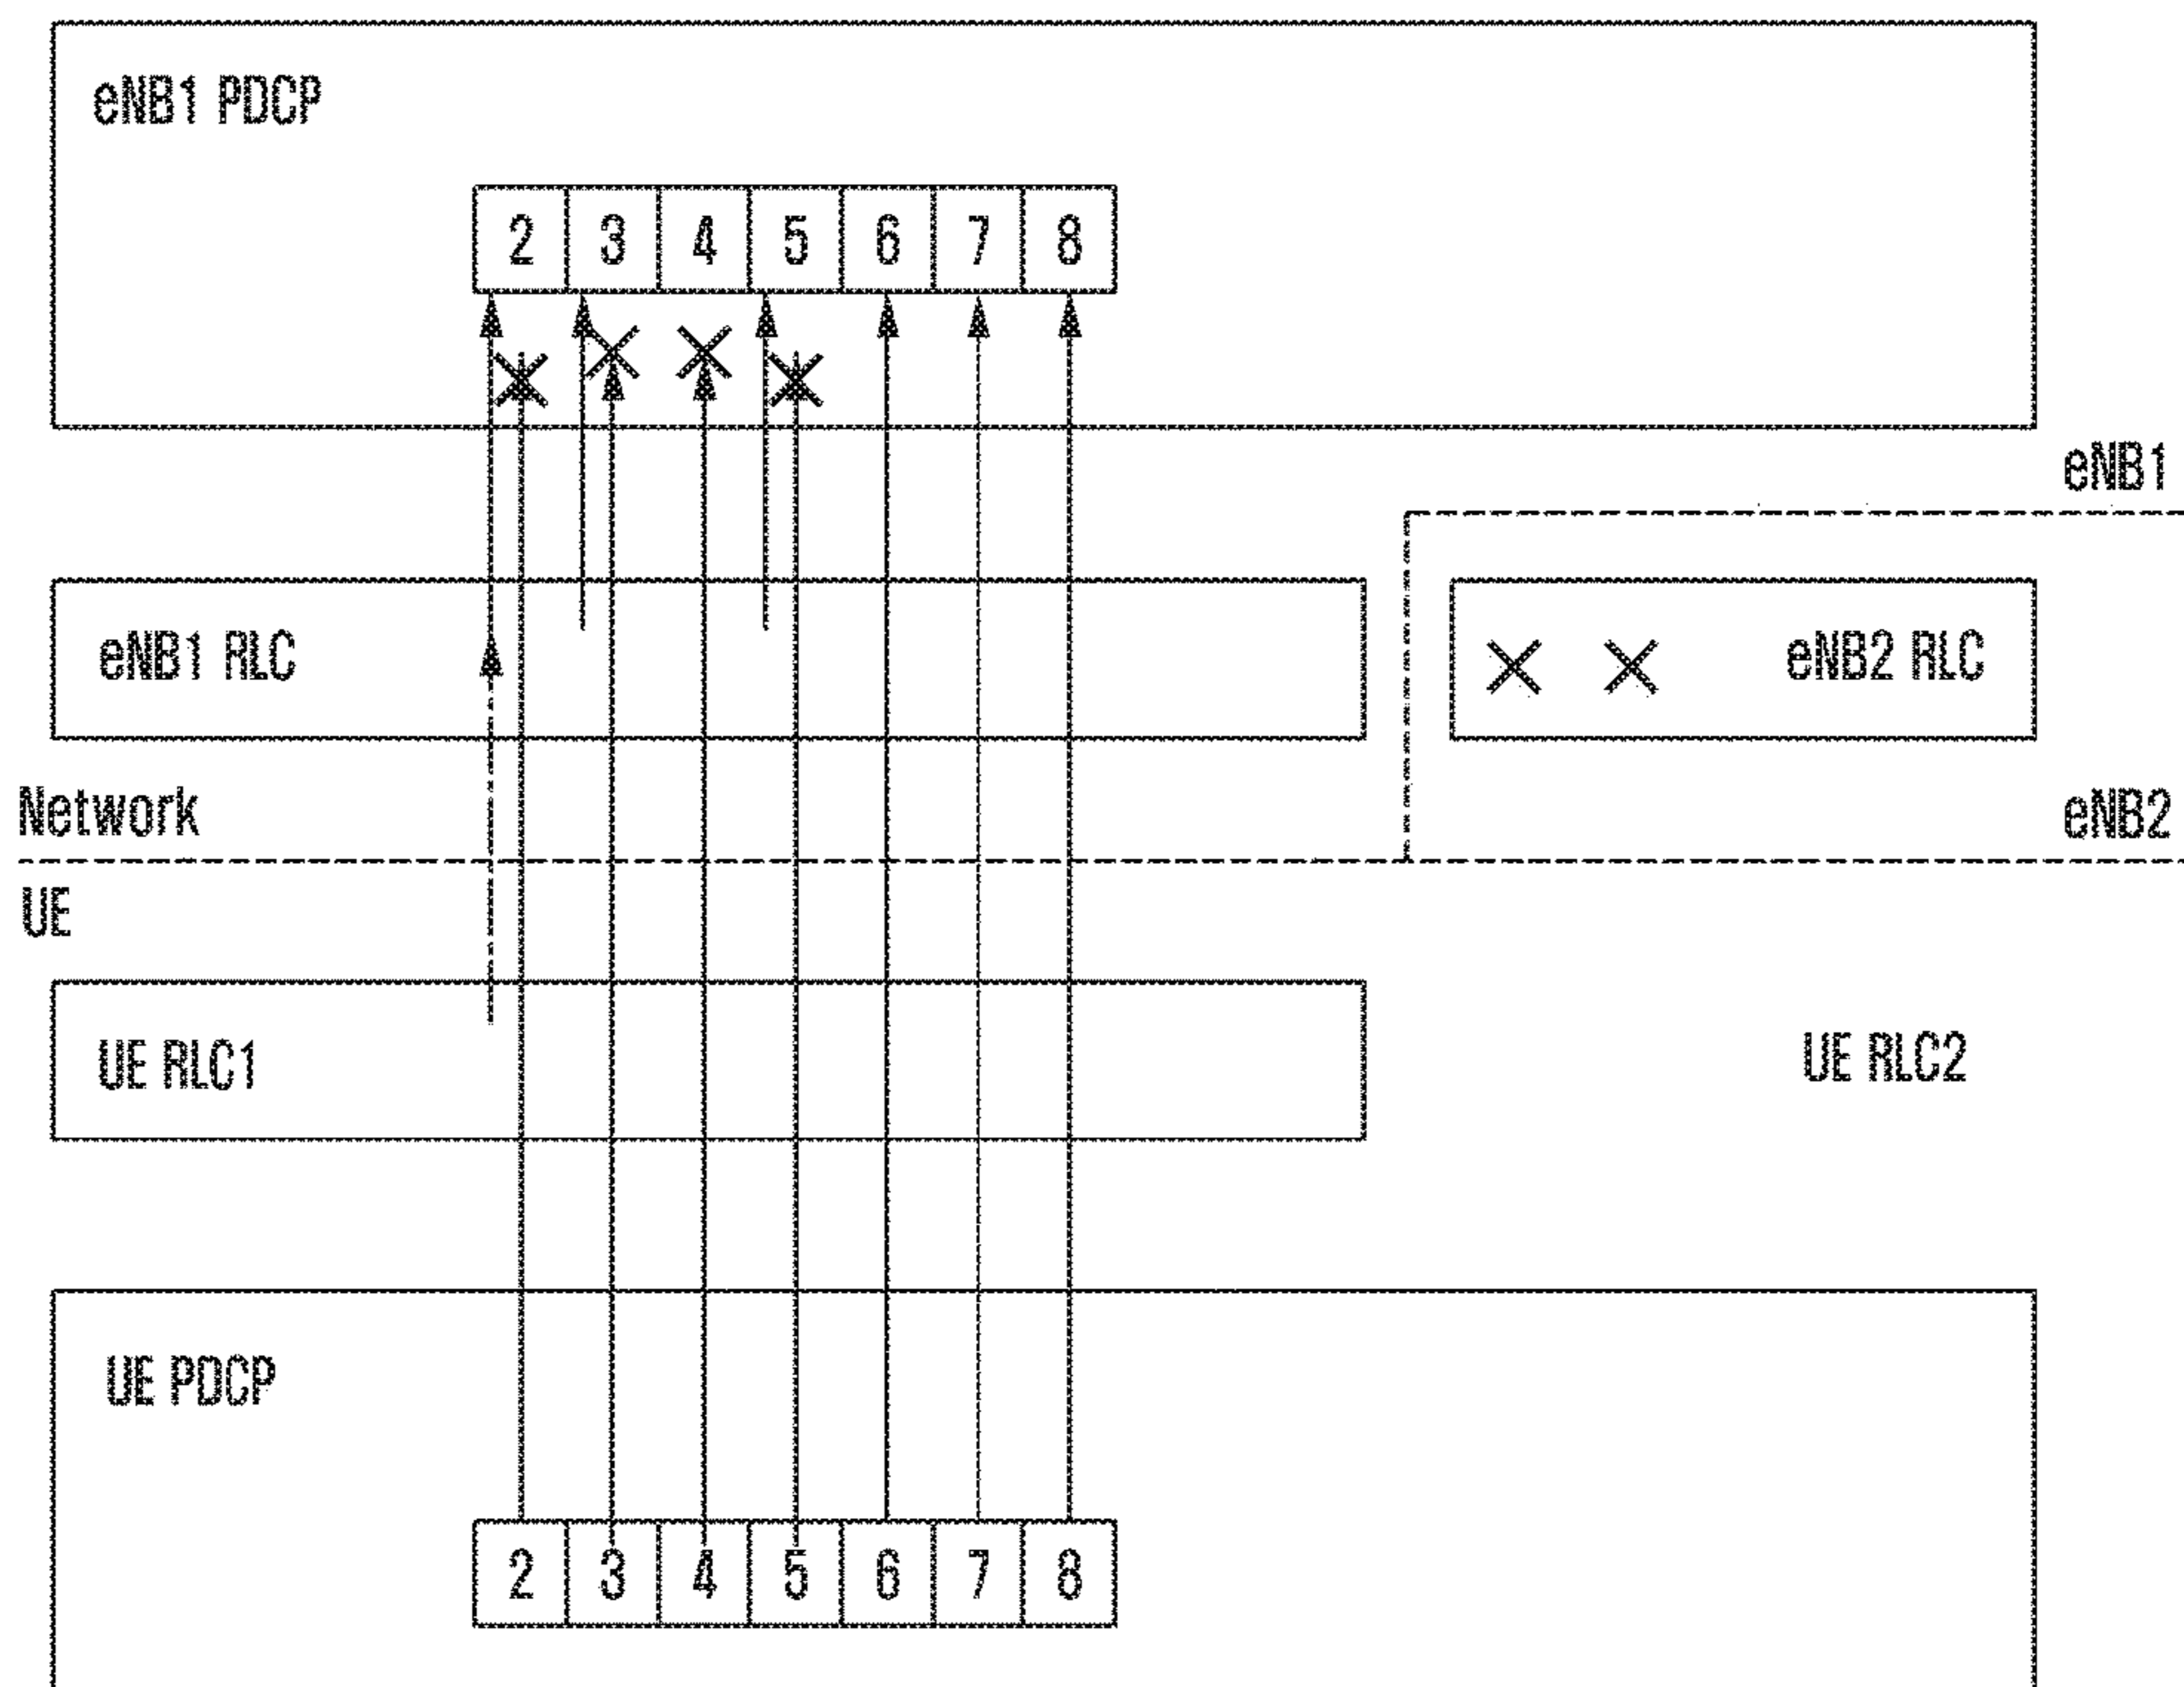 eNB1 PDCP
2 3 4 5 6 7 8
eNB1
eNB1 RLC
eNB2 RLC
Network
eNB2
UE
UE RLC1
UE RLC2
UE PDCP
2 3 4 5 6 7 8